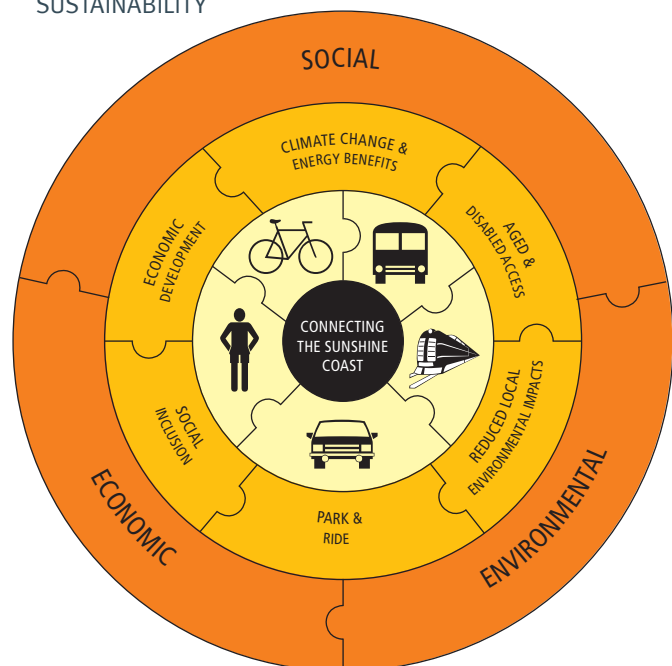 SUSTAINABILITY
SOCIAL
CLIMATE CHANGE &
ENERGY BENEFITS
ECONOMIC
DEVELOPMENT
AGED &
DISABLED ACCESS
CONNECTING
THE SUNSHINE
COAST
SOCIAL
INCLUSION
REDUCED LOCAL
ENVIRONMENTAL IMPACTS
PARK &
RIDE
ECONOMIC
ENVIRONMENTAL